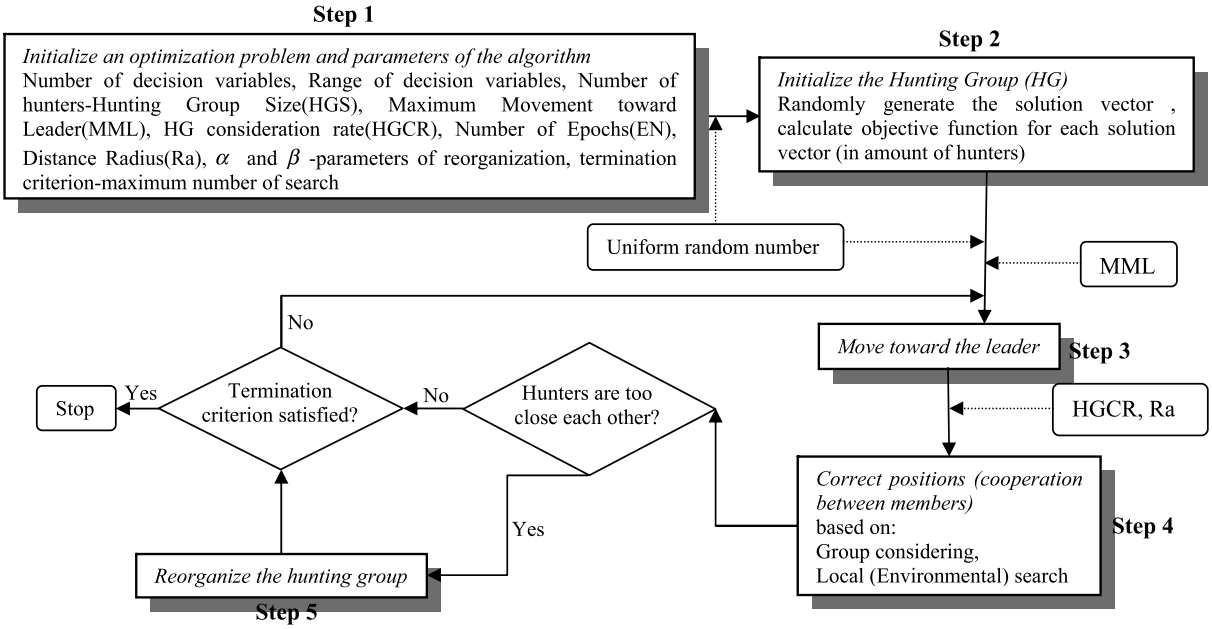 Step 1
Initialize an optimization problem and parameters of the algorithm
Number of decision variables, Range of decision variables, Number of
hunters-Hunting Group Size(HGS), Maximum Movement toward
Leader(MML), HG consideration rate(HGCR), Number of Epochs(EN),
Distance Radius(Ra), α and β -parameters of reorganization, termination
criterion-maximum number of search
Step 2
Initialize the Hunting Group (HG)
Randomly generate the solution vector ,
calculate objective function for each solution
vector (in amount of hunters)
Uniform random number
MML
Move toward the leader
Step 3
HGCR, Ra
Correct positions (cooperation
between members)
based on:
Group considering,
Local (Environmental) search
Step 4
Hunters are too
close each other?
No
Yes
Termination
criterion satisfied?
No
Yes
Stop
Reorganize the hunting group
Step 5